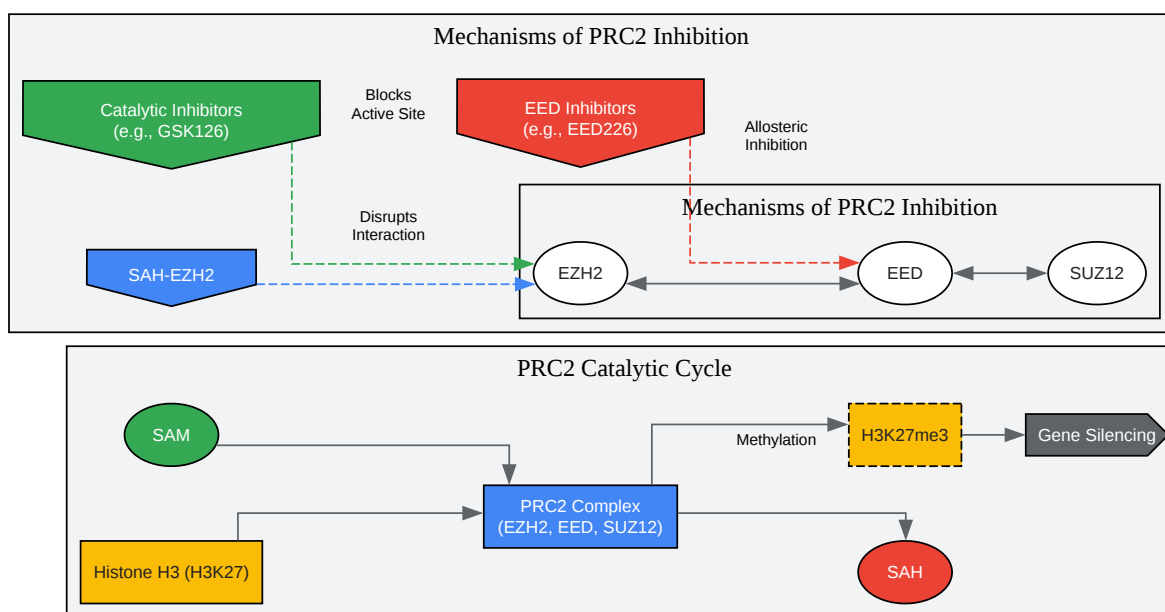 Mechanisms of PRC2 Inhibition
Catalytic Inhibitors
(e.g., GSK126)
Blocks
Active Site
EED Inhibitors
(e.g., EED226)
Allosteric
Inhibition
Mechanisms of PRC2 Inhibition
Disrupts
Interaction
SAH-EZH2
EZH2
EED
SUZ12
PRC2 Catalytic Cycle
SAM
Methylation
H3K27me3
Gene Silencing
PRC2 Complex
(EZH2, EED, SUZ12)
Histone H3 (H3K27)
SAH